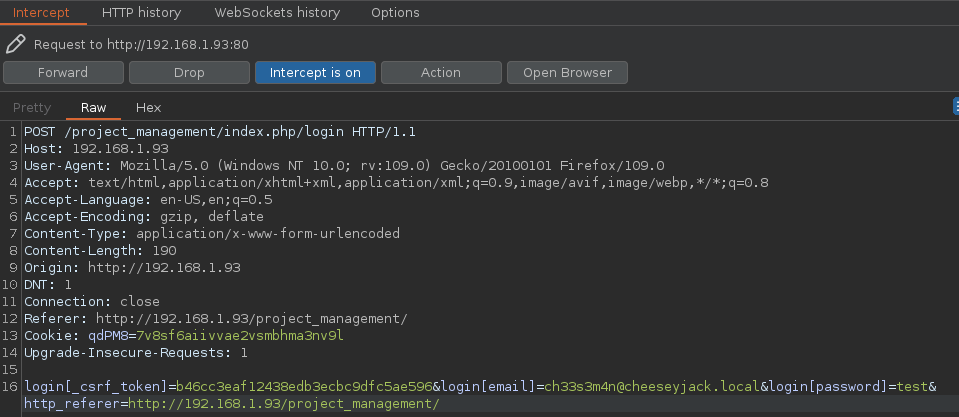 Intercept HTTP history WebSockets history Options
Request to http://192.168.1.93:80
Forward Drop Intercept is on Action Open Browser
Pretty Raw Hex
1 POST /project_management/index.php/login HTTP/1.1
2 Host: 192.168.1.93
3 User-Agent: Mozilla/5.0 (Windows NT 10.0; rv:109.0) Gecko/20100101 Firefox/109.0
4 Accept: text/html,application/xhtml+xml,application/xml;q=0.9,image/avif,image/webp,*/*;q=0.8
5 Accept-Language: en-US,en;q=0.5
6 Accept-Encoding: gzip, deflate
7 Content-Type: application/x-www-form-urlencoded
8 Content-Length: 190
9 Origin: http://192.168.1.93
10 DNT: 1
11 Connection: close
12 Referer: http://192.168.1.93/project_management/
13 Cookie: qdPM8=7v8sf6aiivvae2vsmbhma3nv9l
14 Upgrade-Insecure-Requests: 1
15
16 login[_csrf_token]=b46cc3eaf12438edb3ecbc9dfc5ae596&login[email]=ch33s3m4n@cheeseyjack.local&login[password]=test&
http_referer=http://192.168.1.93/project_management/